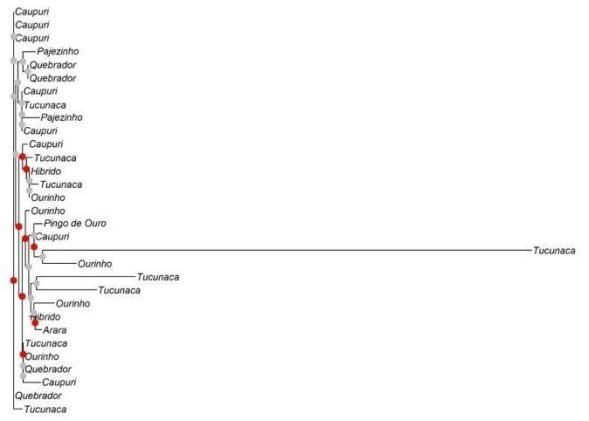 Caupuri
Caupuri
Caupuri
Pajezinho
Quebrador
Quebrador
Caupuri
Tucunaca
Pajezinho
Caupuri
Caupuri
Tucunaca
Hibrido
Tucunaca
Ourinho
Ourinho
Pingo de Ouro
Caupuri
Tucunaca
Ourinho
Tucunaca
Tucunaca
Ourinho
Hibrido
Arara
Tucunaca
Ourinho
Quebrador
Caupuri
Quebrador
Tucunaca